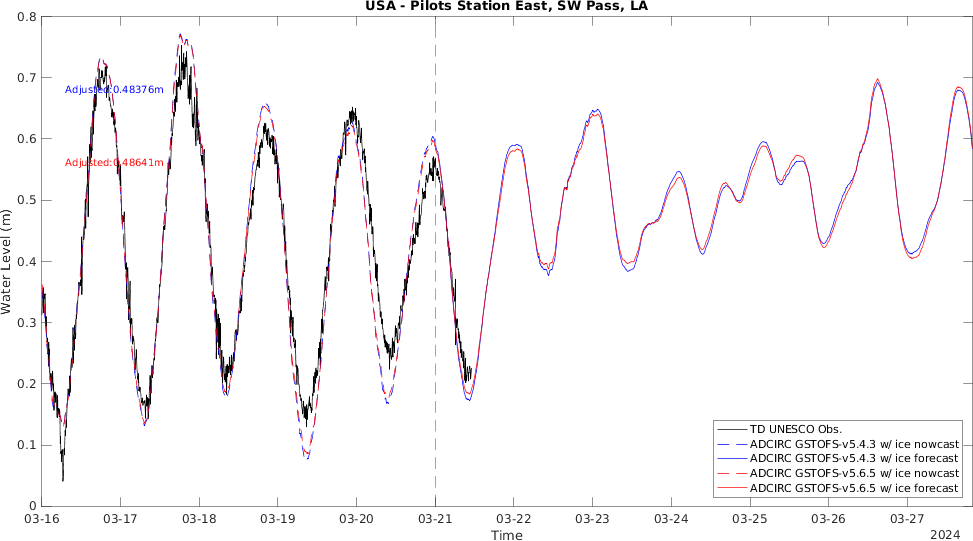 USA - Pilots Station East, SW Pass, LA
0.8
0.7
0.6
0.5
0.4
0.3
0.2
0.1
0
Water Level (m)
Adjusted:0.48376m
Adjusted:0.48641m
TD UNESCO Obs.
ADCIRC GSTOFS-v5.4.3 w/ ice nowcast
ADCIRC GSTOFS-v5.4.3 w/ ice forecast
ADCIRC GSTOFS-v5.6.5 w/ ice nowcast
ADCIRC GSTOFS-v5.6.5 w/ ice forecast
03-16 03-17 03-18 03-19 03-20 03-21 03-22 03-23 03-24 03-25 03-26 03-27
Time
2024